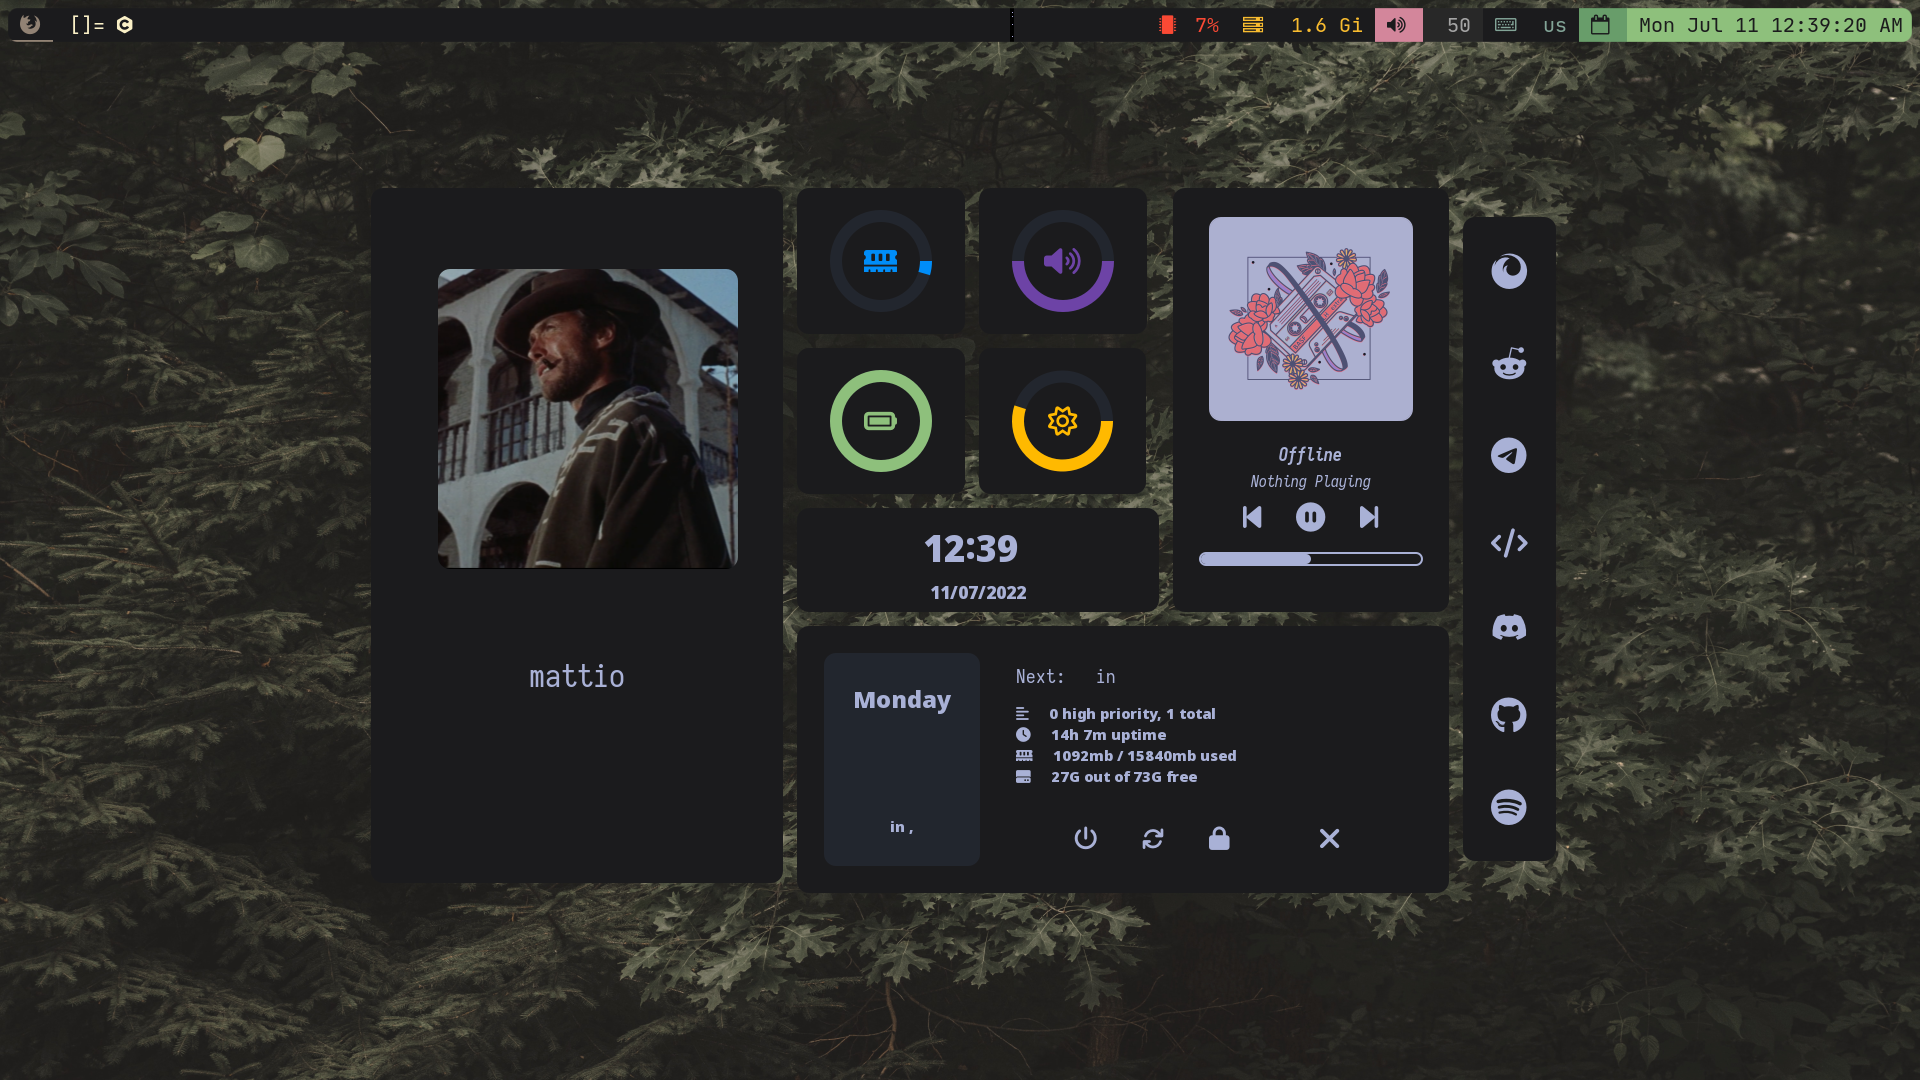 []=
7%
1.6 Gi
50
us
Mon Jul 11 12:39:20 AM
mattio
12:39
11/07/2022
Offline
Nothing Playing
Monday
in ,
Next: in
0 high priority, 1 total
14h 7m uptime
1092mb / 15840mb used
27G out of 73G free